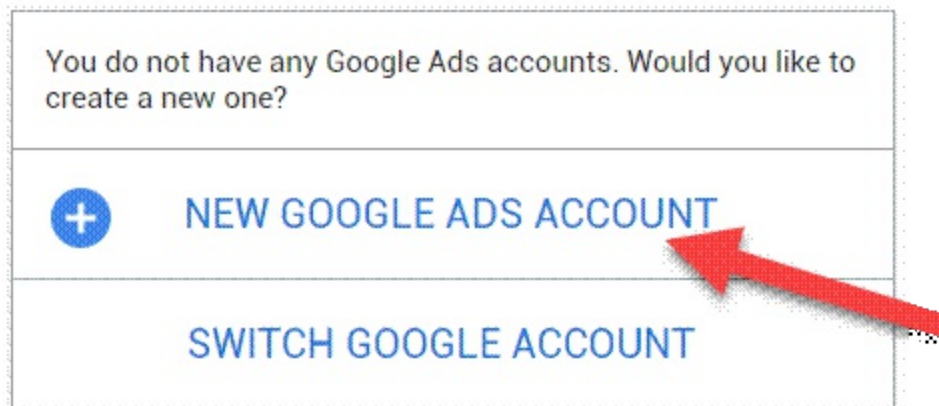 You do not have any Google Ads accounts. Would you like to
create a new one?
NEW GOOGLE ADS ACCOUNT
SWITCH GOOGLE ACCOUNT